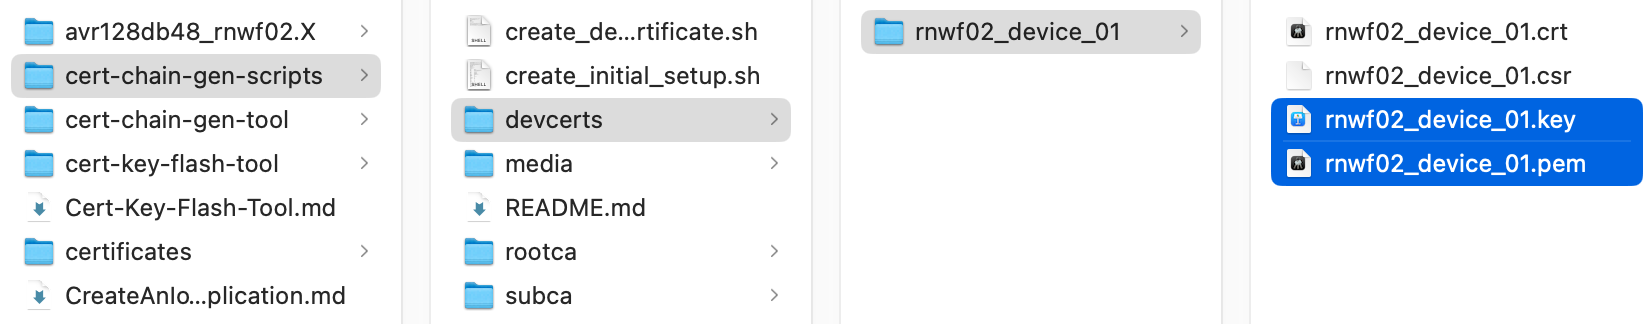 avr128db48_rnwf02.X
cert-chain-gen-scripts
cert-chain-gen-tool
cert-key-flash-tool
Cert-Key-Flash-Tool.md
certificates
CreateAnIo...plication.md
create_de...rtificate.sh
create_initial_setup.sh
devcerts
media
README.md
rootca
subca
rnwf02_device_01
rnwf02_device_01.crt
rnwf02_device_01.csr
rnwf02_device_01.key
rnwf02_device_01.pem